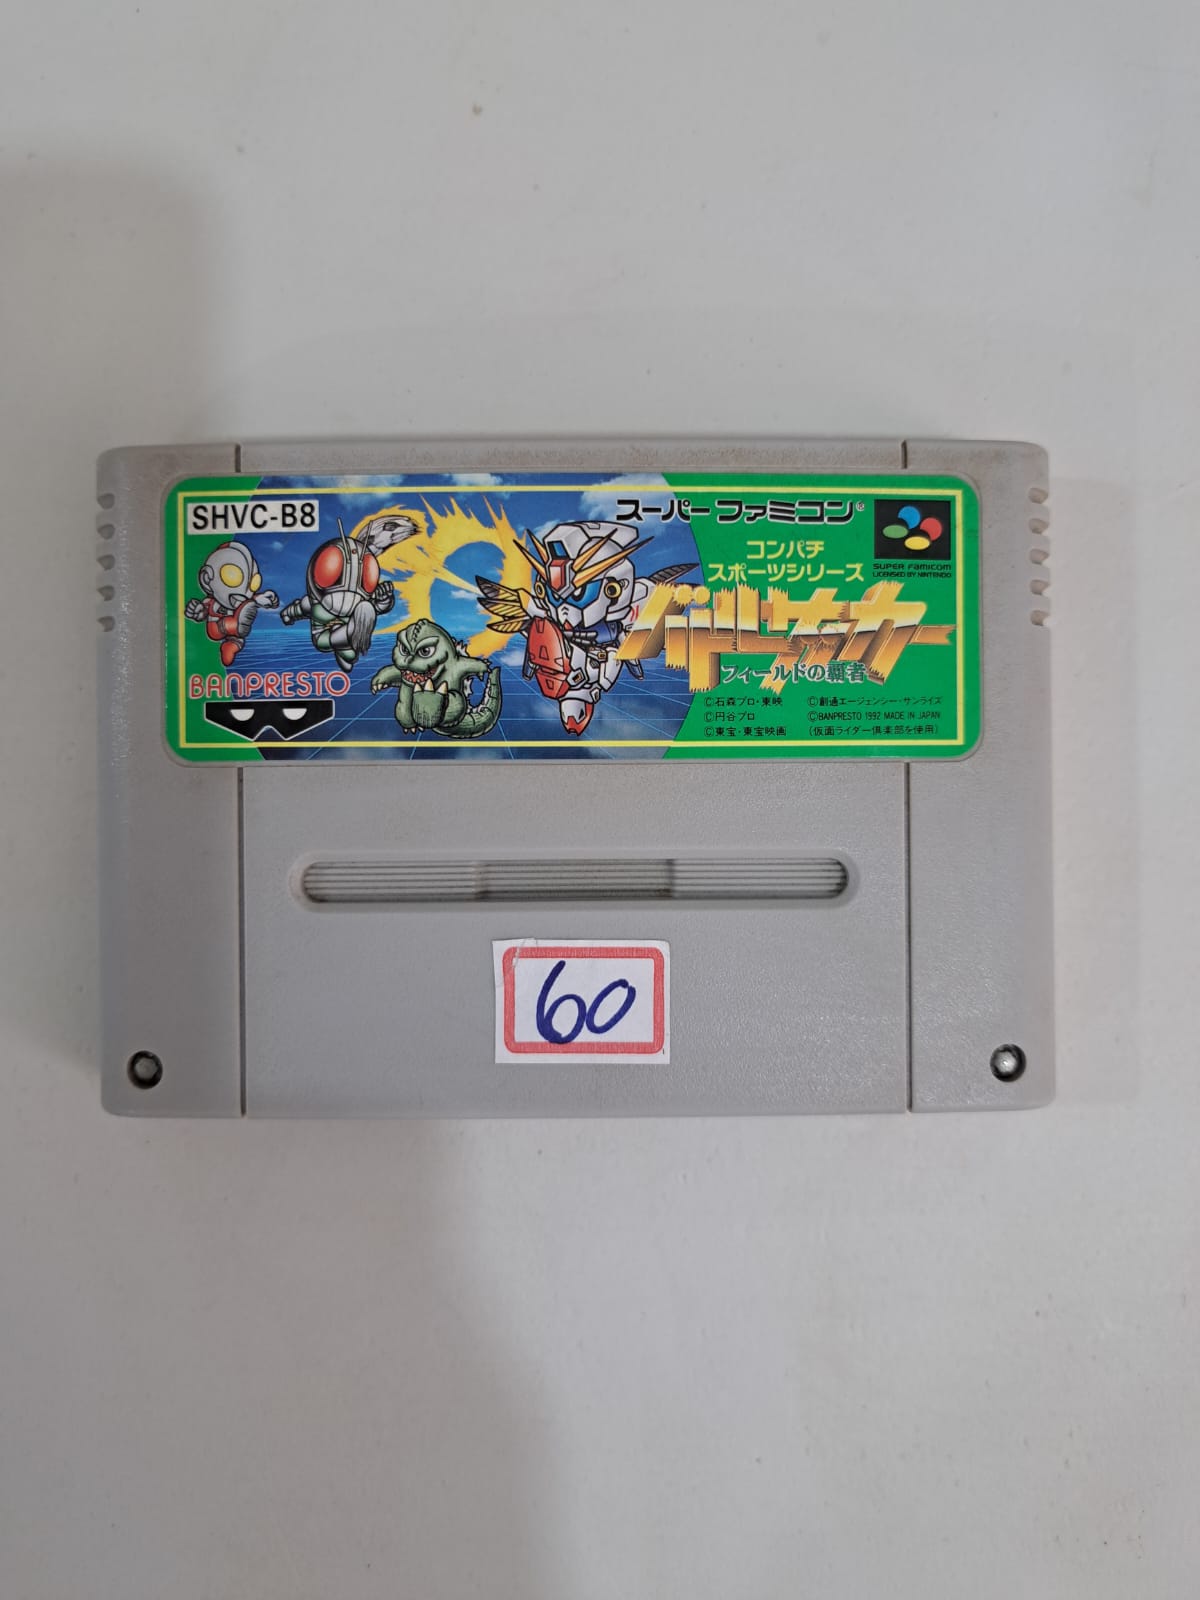 SHVC-B8
スーパー ファミコン®
コンパチ
スポーツシリーズ
SUPER FAMICOM
LICENSED BY NINTENDO
バトルサッカー
フィールドの覇者
BANPRESTO
©石森プロ・東映
©創通エージェンシー・サンライズ
©円谷プロ
©BANPRESTO 1992 MADE IN JAPAN
©東宝・東宝映画
(仮面ライダー倶楽部を使用)
60